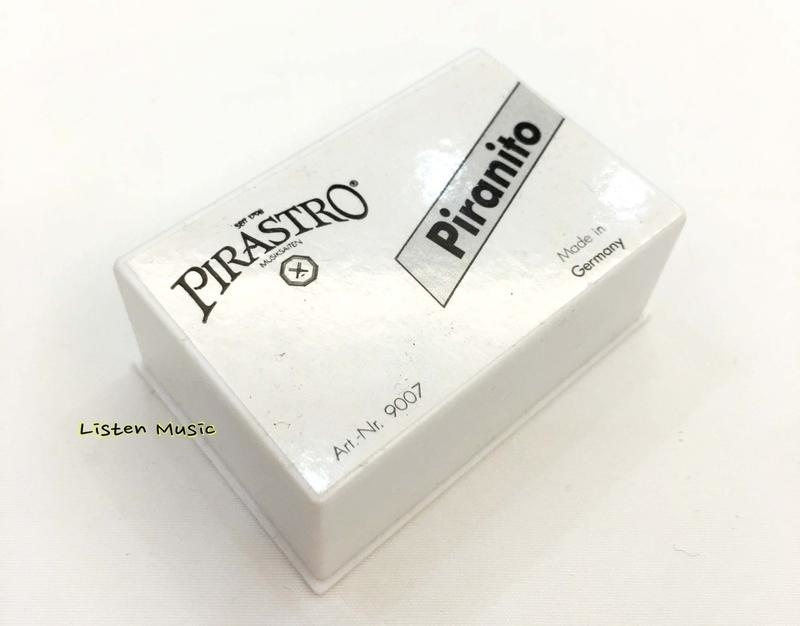 SEIT 1798
PIRASTRO®
MUSIKSAITEN
Piranito
Made in
Germany
Art.-Nr. 9007
Listen Music